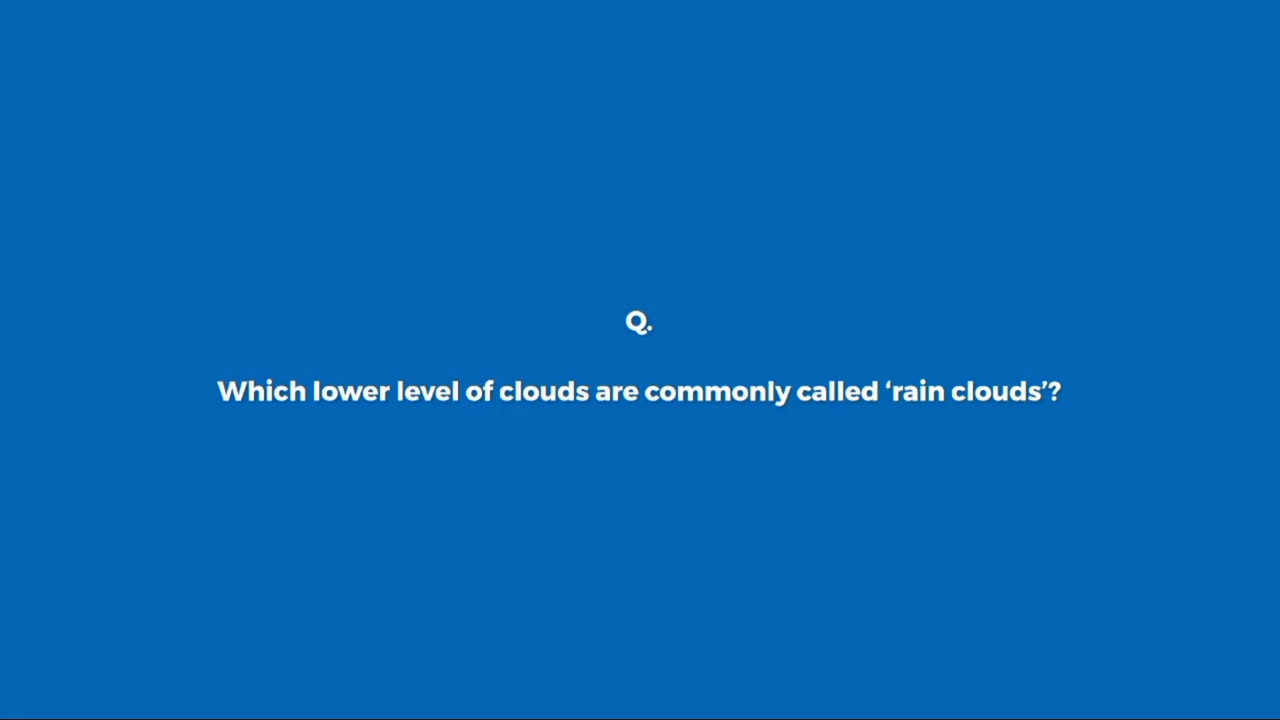 Q.
Which lower level of clouds are commonly called ‘rain clouds’?